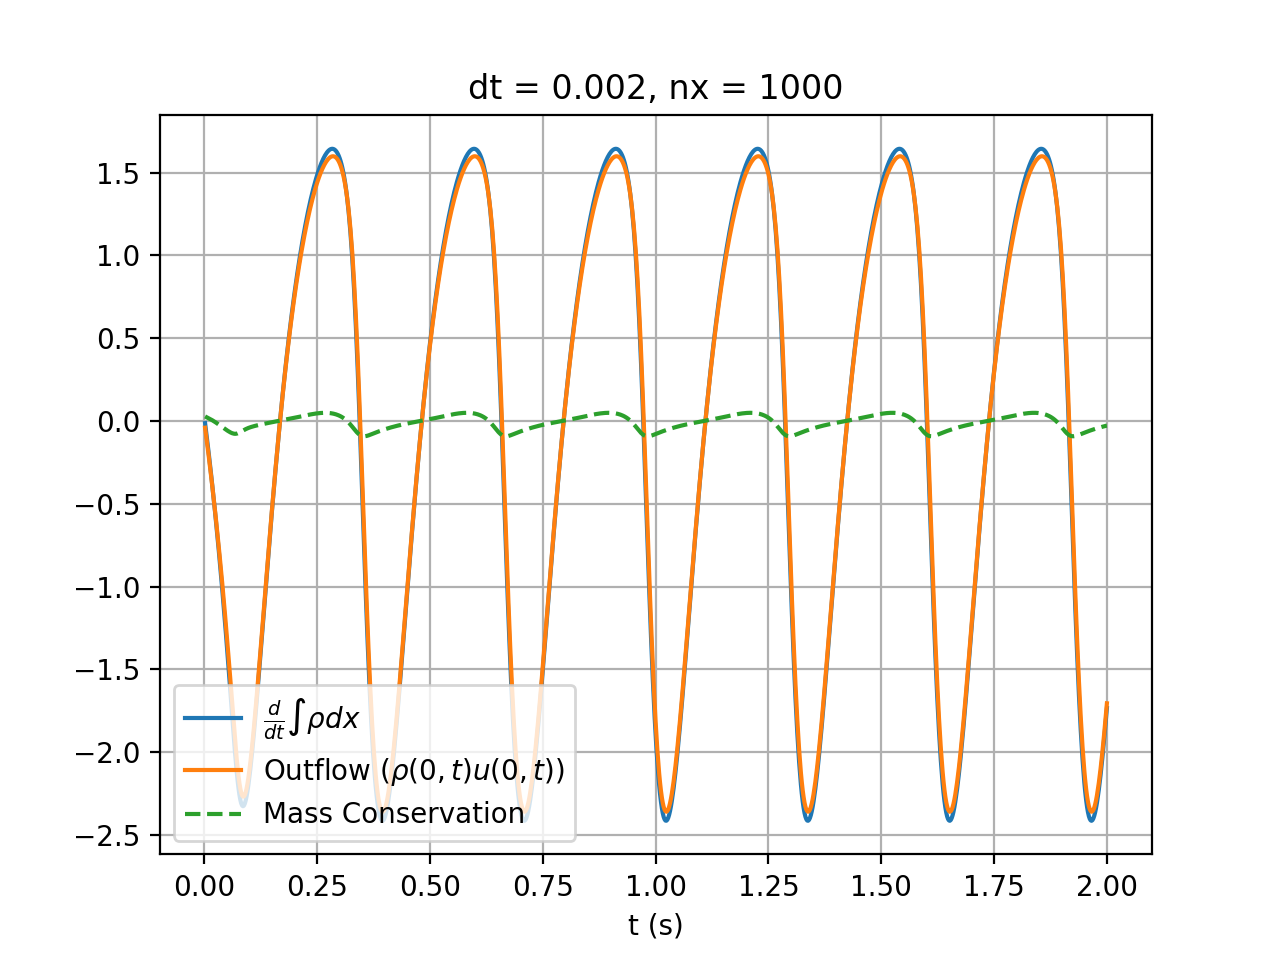 dt = 0.002, nx = 1000
1.5
1.0
0.5
0.0
−0.5
−1.0
−1.5
−2.0
−2.5
d/dt ∫ρdx
Outflow (ρ(0, t)u(0, t))
Mass Conservation
0.00 0.25 0.50 0.75 1.00 1.25 1.50 1.75 2.00
t (s)